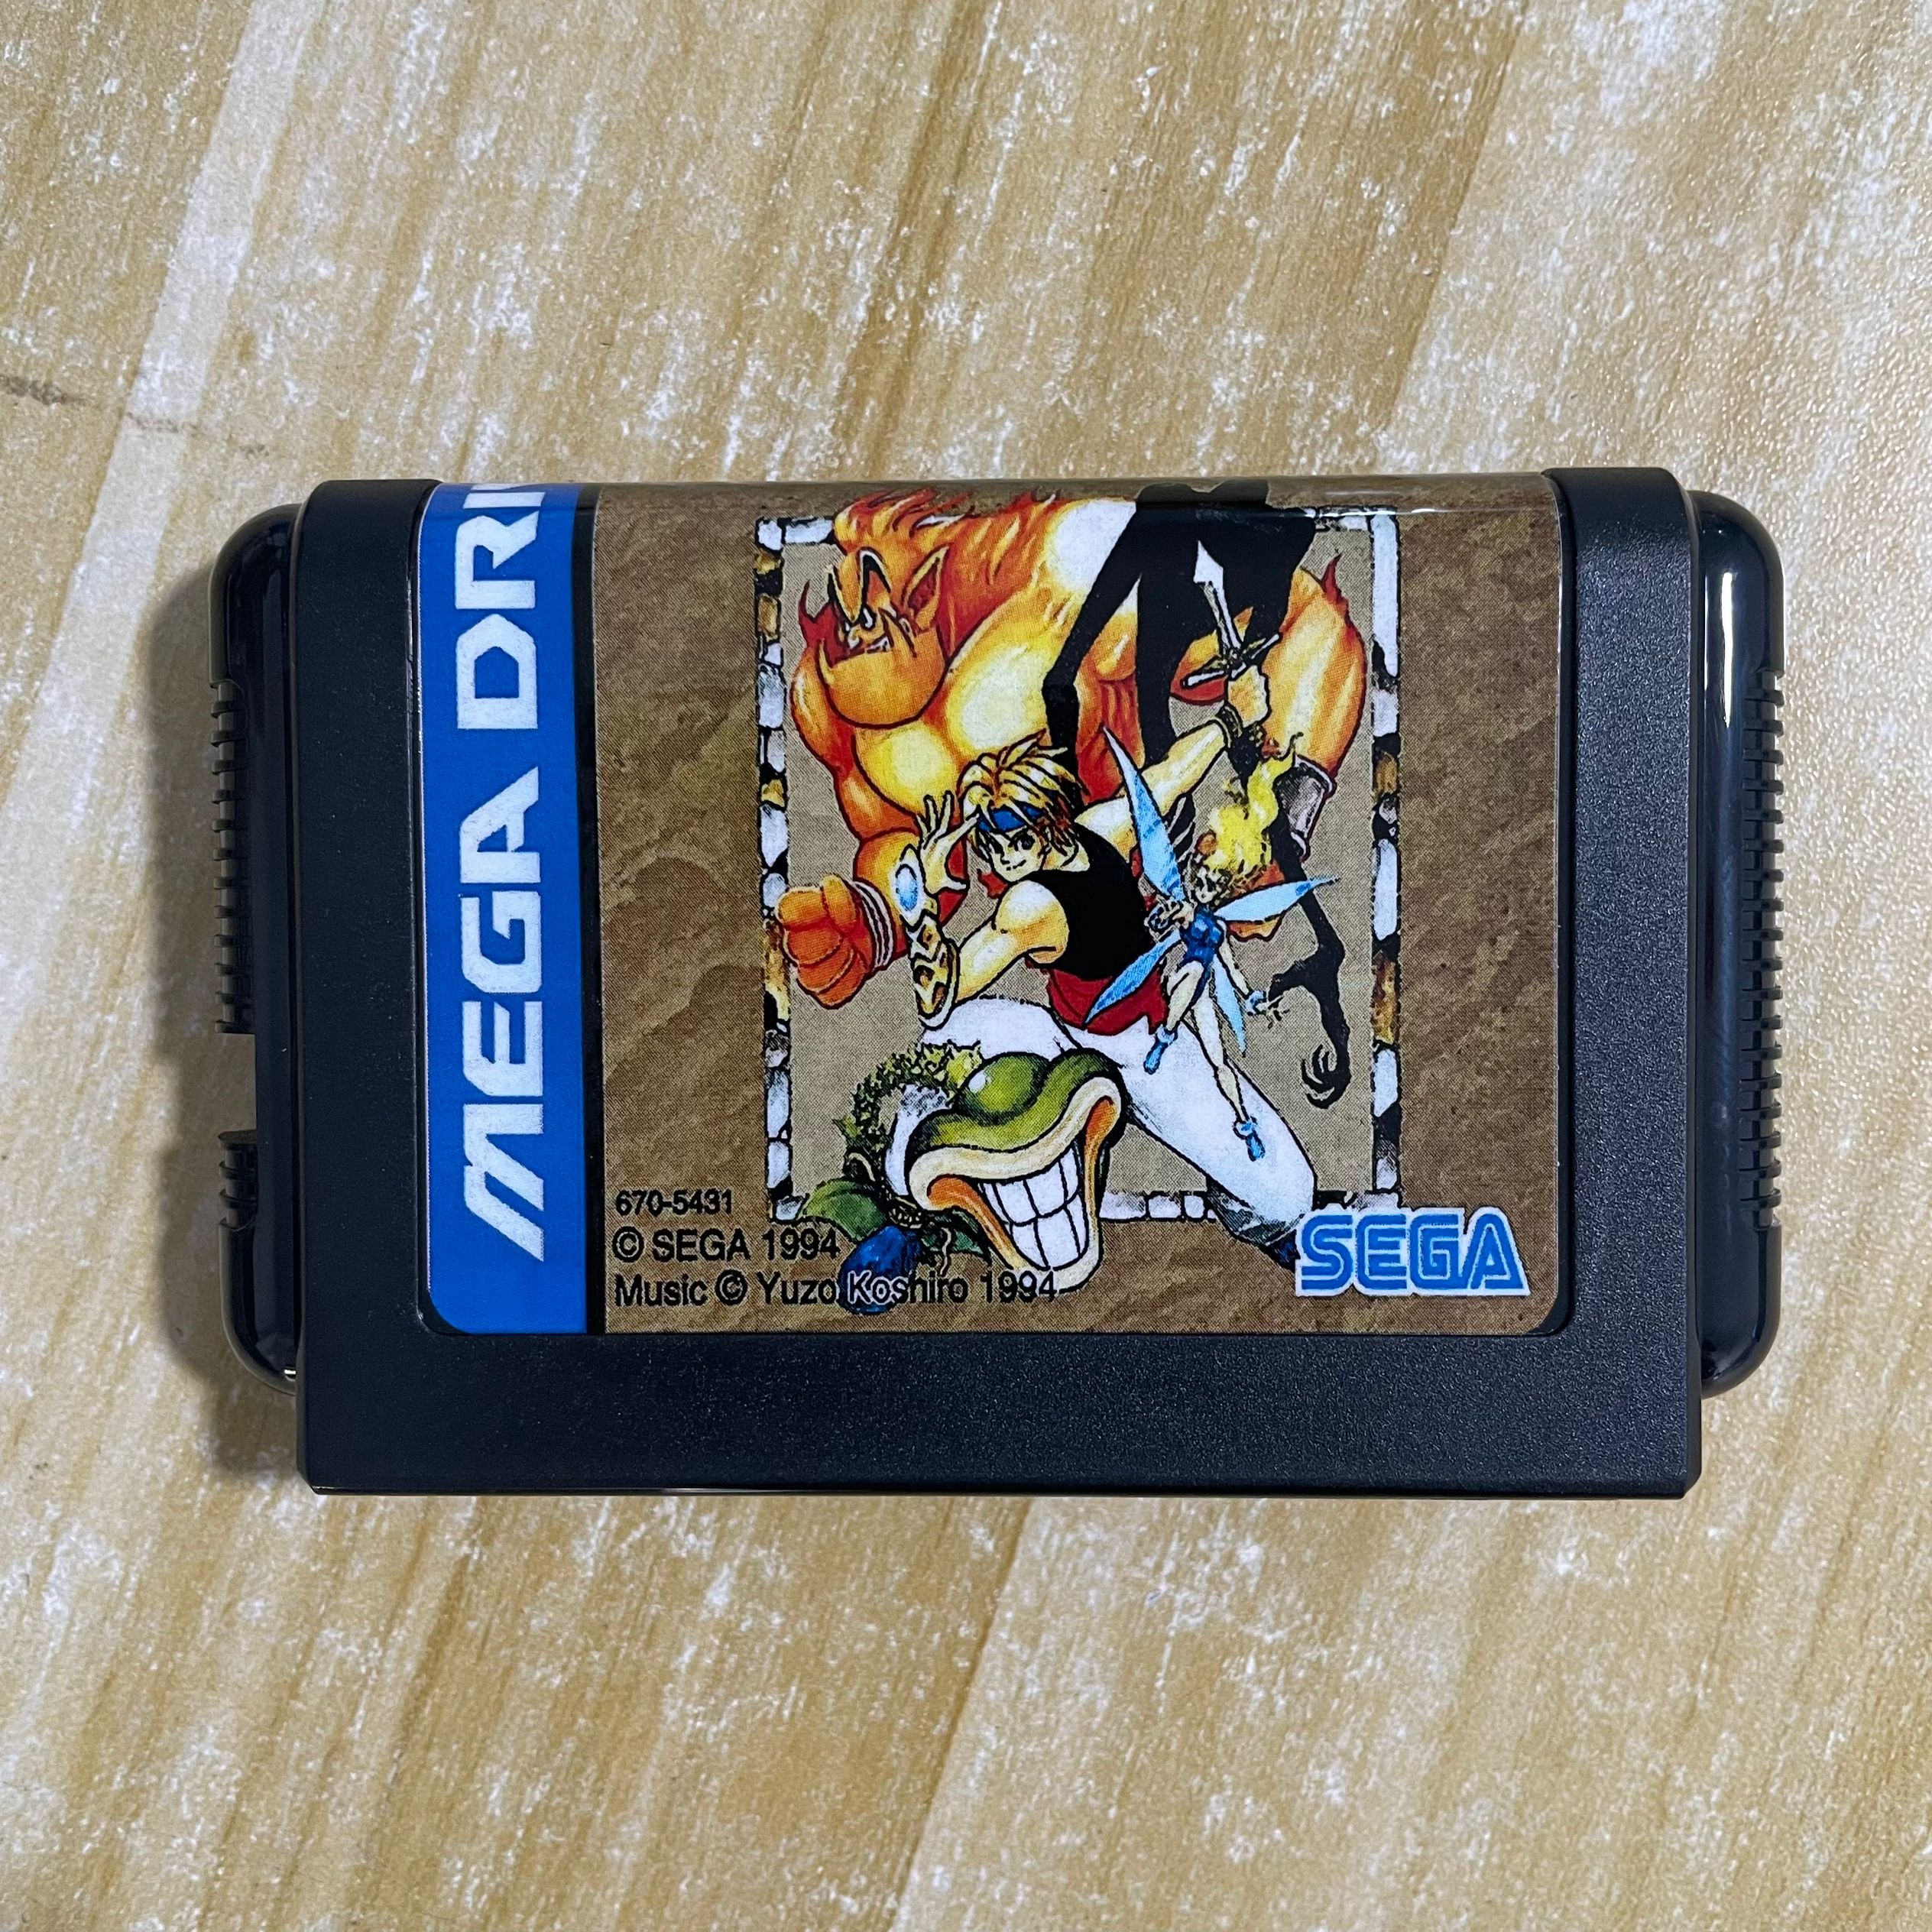 MEGA DRI
670-5431
© SEGA 1994
Music © Yuzo Koshiro 1994
SEGA